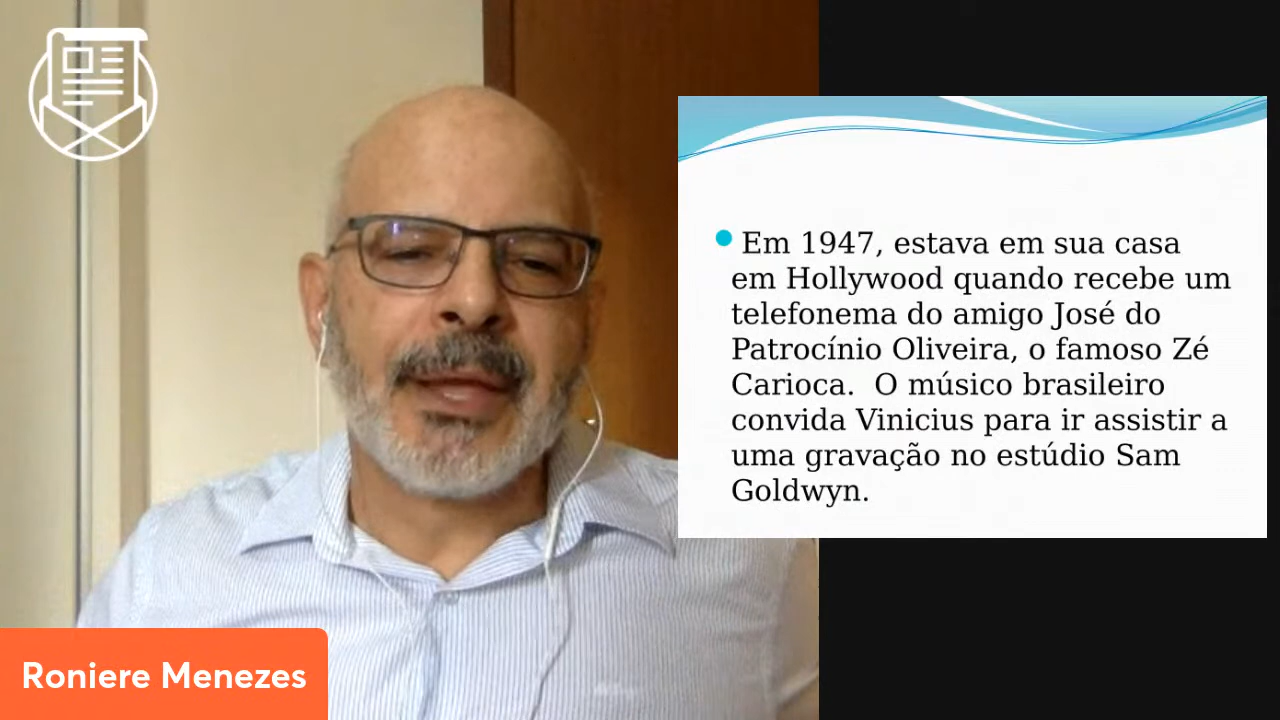 Em 1947, estava em sua casa
em Hollywood quando recebe um
telefonema do amigo José do
Patrocínio Oliveira, o famoso Zé
Carioca.  O músico brasileiro
convida Vinicius para ir assistir a
uma gravação no estúdio Sam
Goldwyn.
Roniere Menezes